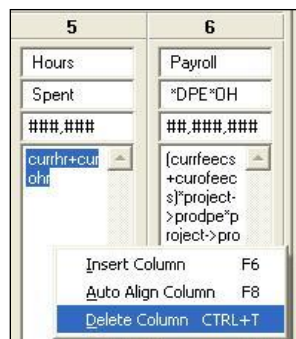 5 6
Hours Payroll
Spent *DPE*OH
###,### ##,###,###
currhr+cur
ohr
(currfeecs
+curofeec
s)*project-
>prodpe*p
roject->pro
Insert Column F6
Auto Align Column F8
Delete Column CTRL+T